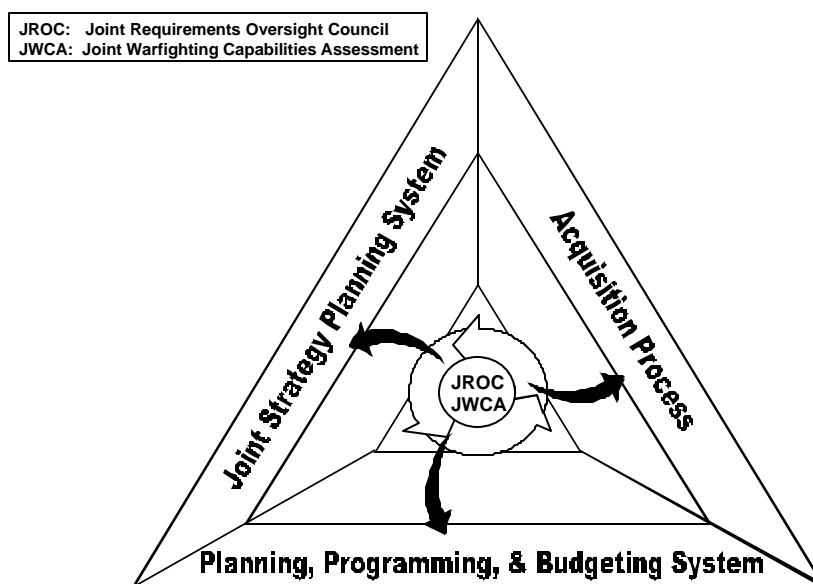 JROC: Joint Requirements Oversight Council
JWCA: Joint Warfighting Capabilities Assessment
Joint Strategy Planning System
Acquisition Process
JROC
JWCA
Planning, Programming, & Budgeting System